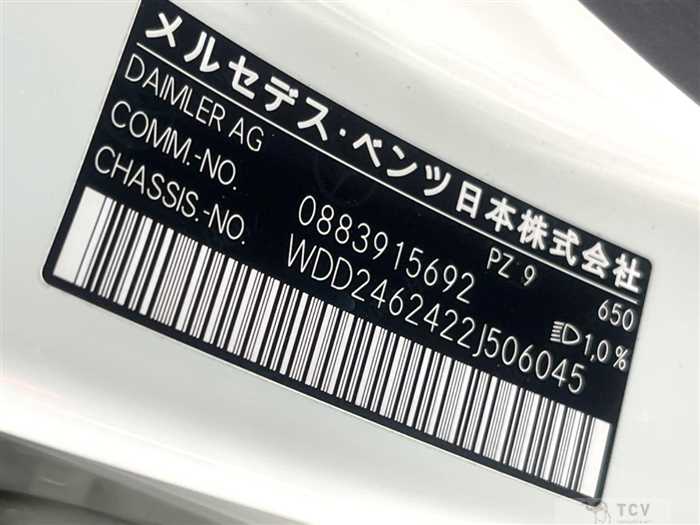 メルセデス・ベンツ日本株式会社
DAIMLER AG
COMM.-NO. 0883915692 PZ 9 650
CHASSIS.-NO. WDD2462422J506045 1,0 %
TCV